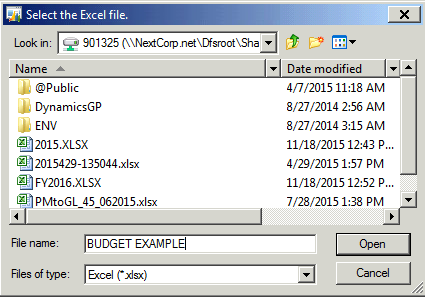 Select the Excel file.
Look in: 901325 (\\NextCorp.net\Dfsroot\Sha
Name Date modified
@Public 4/7/2015 11:18 AM
DynamicsGP 8/27/2014 2:56 AM
ENV 8/27/2014 3:15 AM
2015.XLSX 11/18/2015 12:43 P...
2015429-135044.xlsx 4/29/2015 1:57 PM
FY2016.XLSX 11/18/2015 12:52 P...
PMtoGL_45_062015.xlsx 7/28/2015 1:38 PM
File name: BUDGET EXAMPLE Open
Files of type: Excel (*.xlsx) Cancel